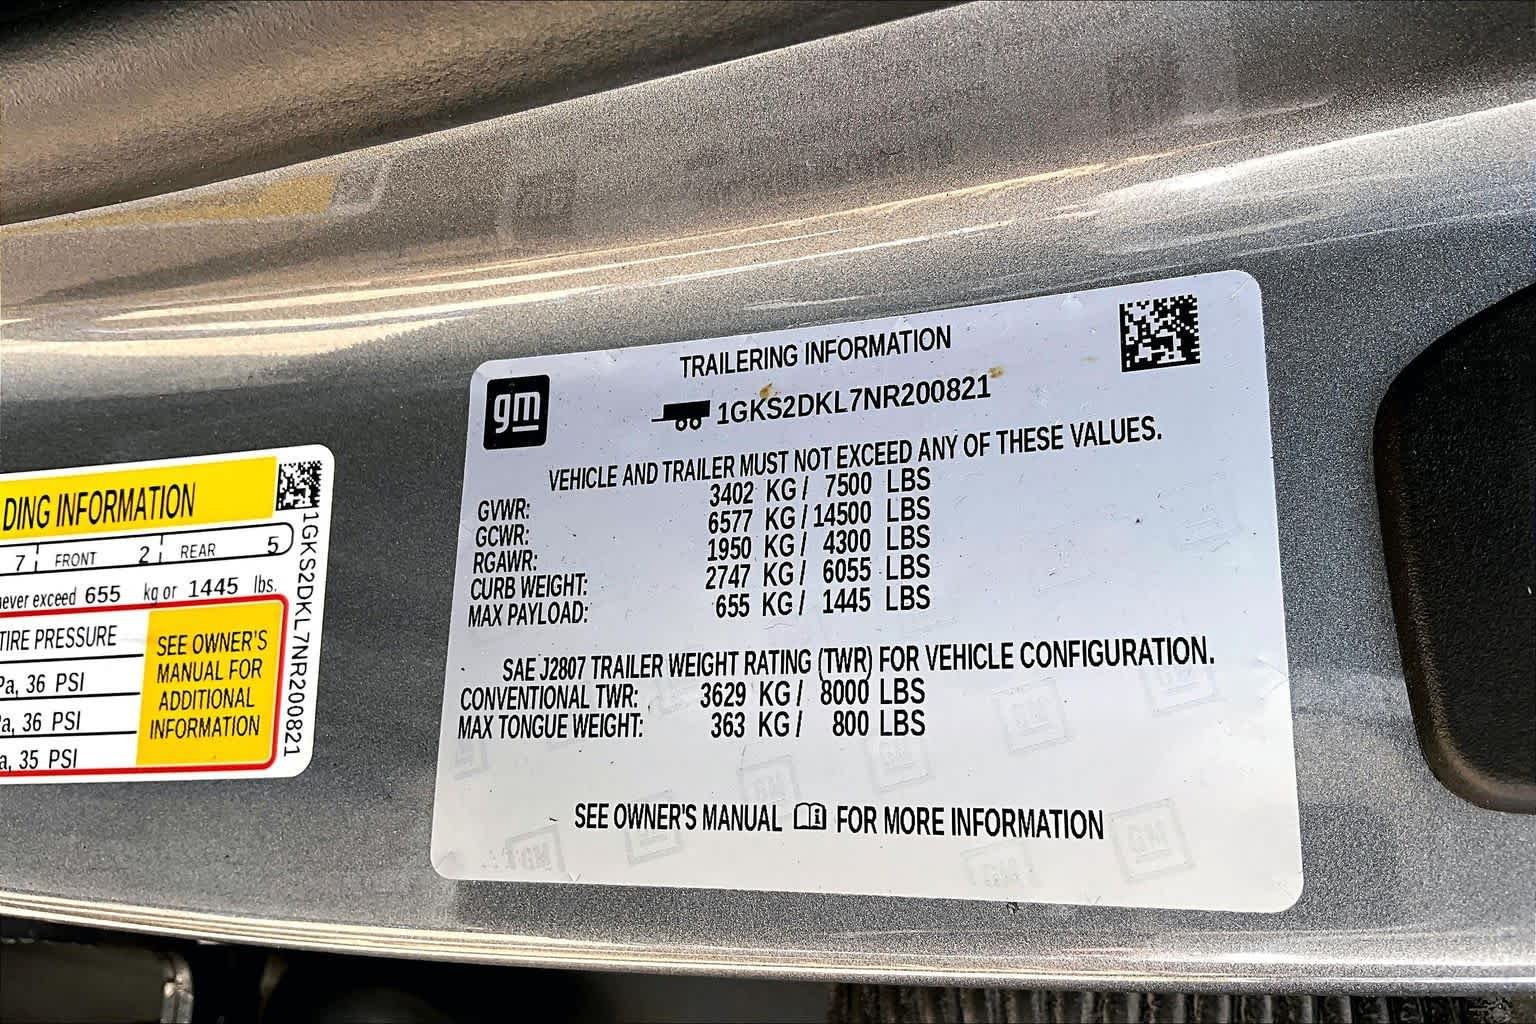 DING INFORMATION
7 FRONT 2 REAR 5
never exceed 655 kg or 1445 lbs.
TIRE PRESSURE
Pa, 36 PSI
a, 36 PSI
a, 35 PSI
SEE OWNER'S
MANUAL FOR
ADDITIONAL
INFORMATION
1GKS2DKL7NR200821
gm
TRAILERING INFORMATION
1GKS2DKL7NR200821
VEHICLE AND TRAILER MUST NOT EXCEED ANY OF THESE VALUES.
GVWR: 3402 KG / 7500 LBS
GCWR: 6577 KG / 14500 LBS
RGAWR: 1950 KG / 4300 LBS
CURB WEIGHT: 2747 KG / 6055 LBS
MAX PAYLOAD: 655 KG / 1445 LBS
SAE J2807 TRAILER WEIGHT RATING (TWR) FOR VEHICLE CONFIGURATION.
CONVENTIONAL TWR: 3629 KG / 8000 LBS
MAX TONGUE WEIGHT: 363 KG / 800 LBS
SEE OWNER'S MANUAL FOR MORE INFORMATION